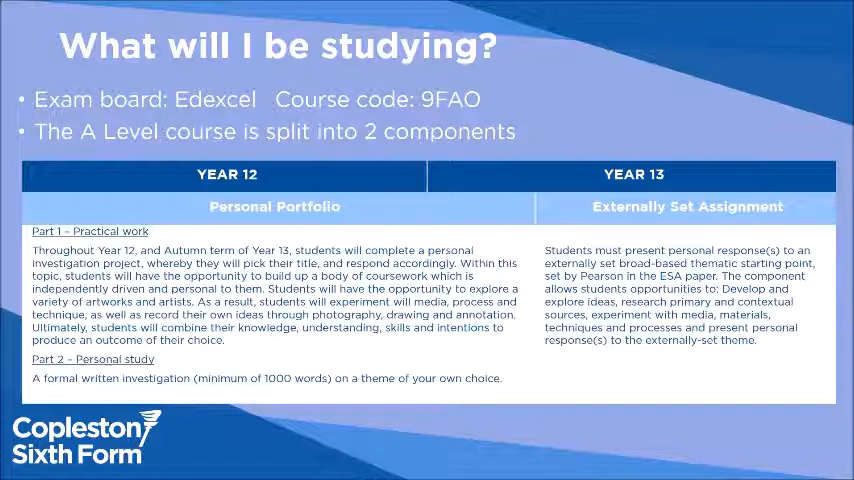 What will I be studying?
• Exam board: Edexcel   Course code: 9FAO
• The A Level course is split into 2 components
YEAR 12
YEAR 13
Personal Portfolio
Externally Set Assignment
Part 1 – Practical work
Throughout Year 12, and Autumn term of Year 13, students will complete a personal
investigation project, whereby they will pick their title, and respond accordingly. Within this
topic, students will have the opportunity to build up a body of coursework which is
independently driven and personal to them. Students will have the opportunity to explore a
variety of artworks and artists. As a result, students will experiment will media, process and
technique, as well as record their own ideas through photography, drawing and annotation.
Ultimately, students will combine their knowledge, understanding, skills and intentions to
produce an outcome of their choice.
Part 2 – Personal study
A formal written investigation (minimum of 1000 words) on a theme of your own choice.
Students must present personal response(s) to an
externally set broad-based thematic starting point,
set by Pearson in the ESA paper. The component
allows students opportunities to: Develop and
explore ideas, research primary and contextual
sources, experiment with media, materials,
techniques and processes and present personal
response(s) to the externally-set theme.
Copleston
Sixth Form